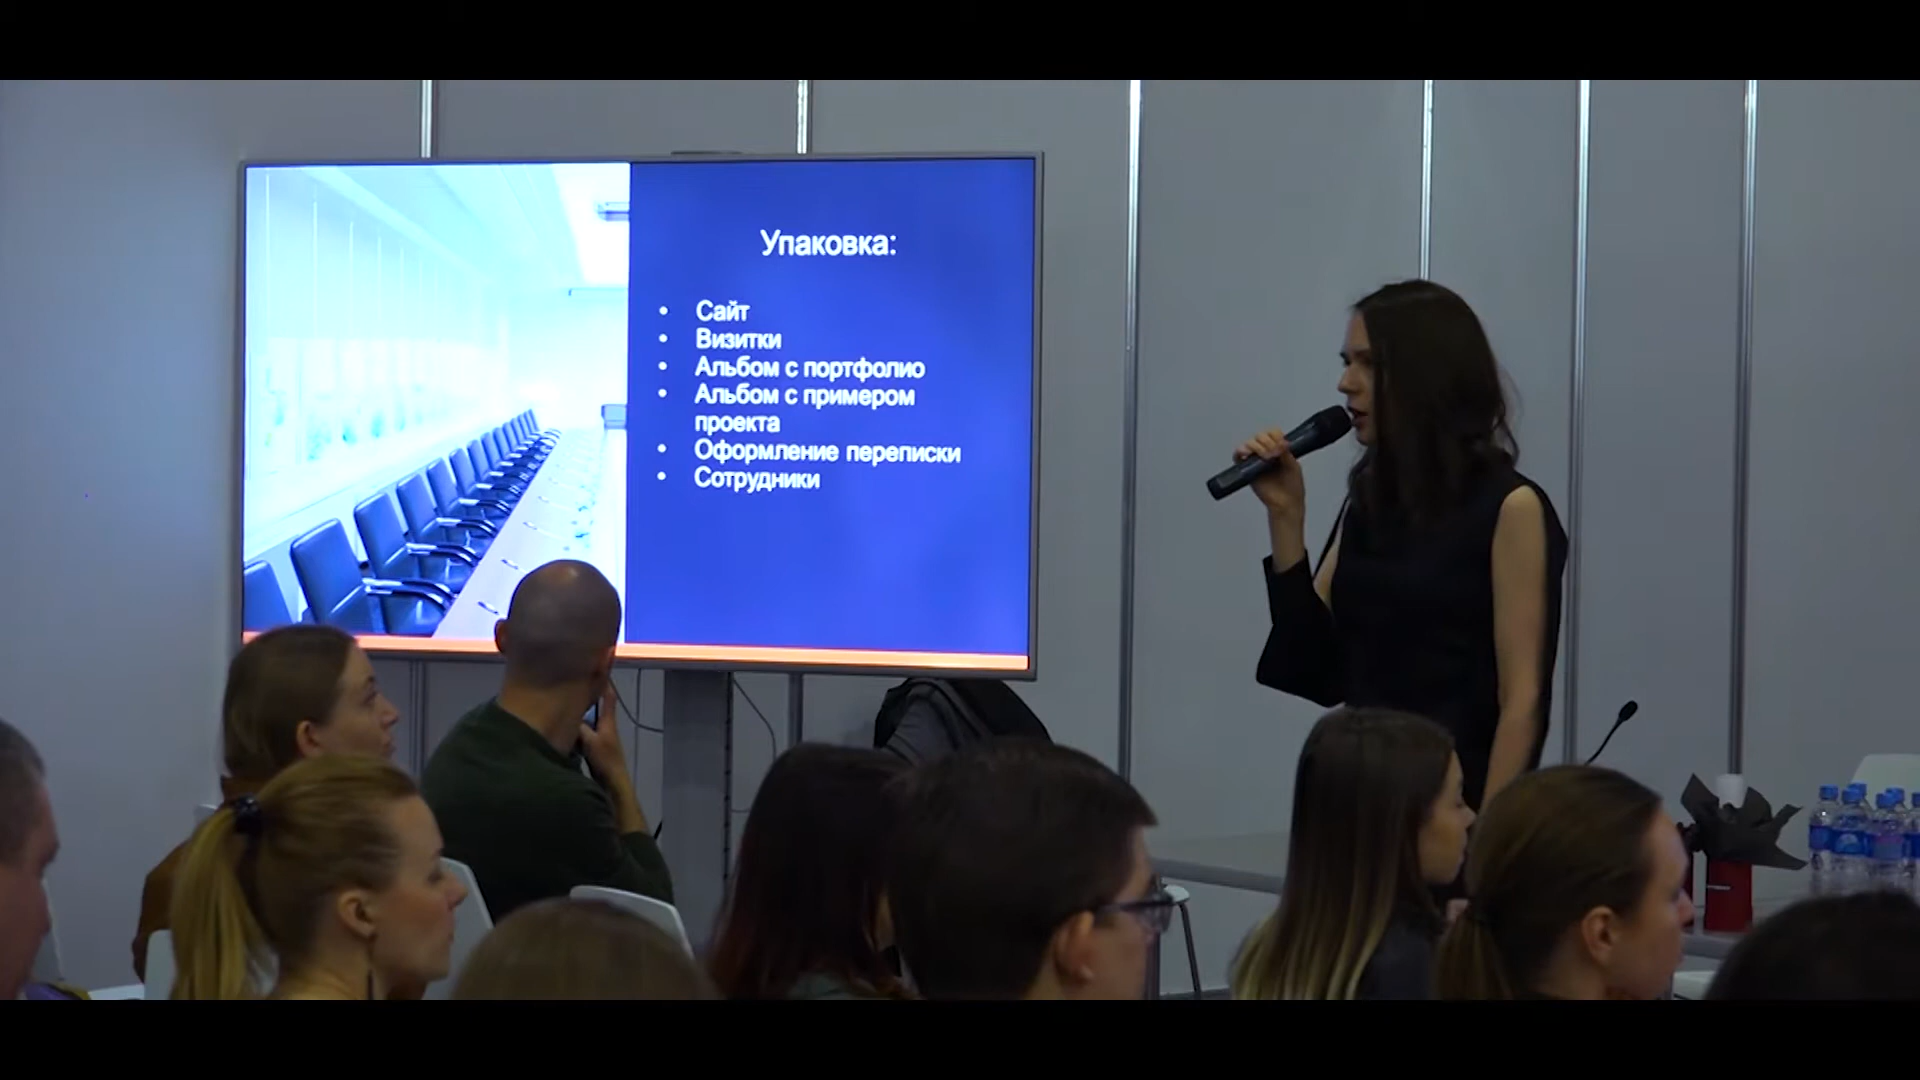 Упаковка:
• Сайт
• Визитки
• Альбом с портфолио
• Альбом с примером
проекта
• Оформление переписки
• Сотрудники